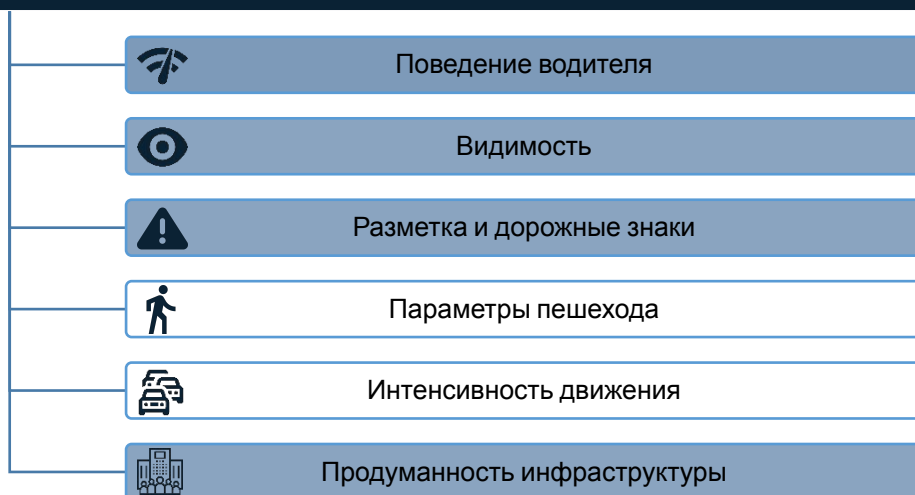 Поведение водителя
Видимость
Разметка и дорожные знаки
Параметры пешехода
Интенсивность движения
Продуманность инфраструктуры